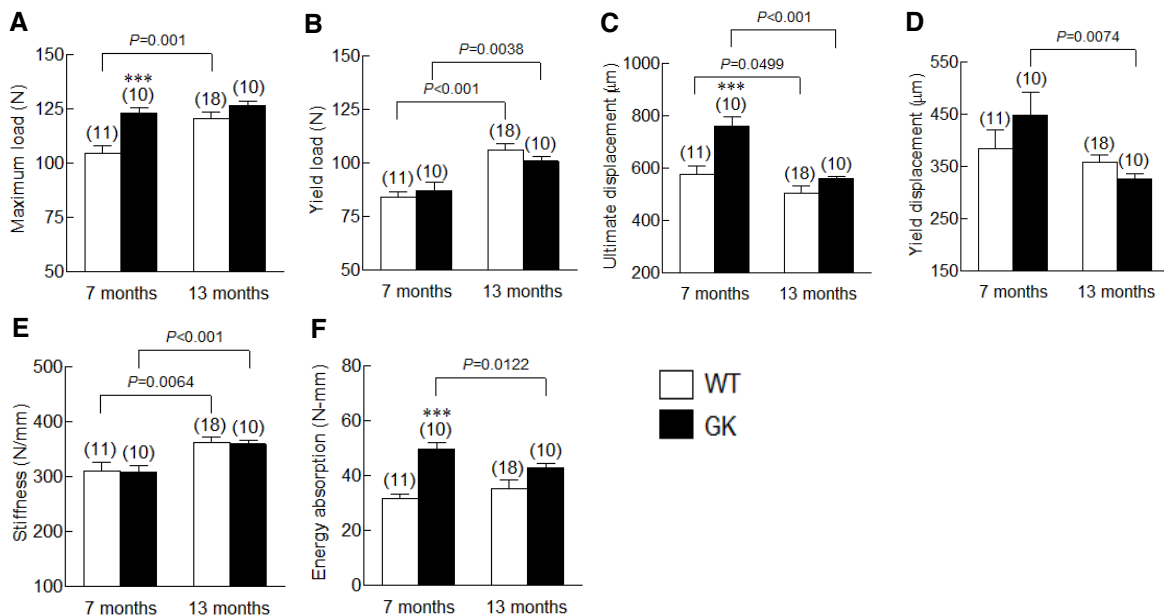 A
P=0.001
Maximum load (N)
150
125
100
75
50
(11)
***
(10)
(18)
(10)
7 months
13 months
B
P=0.0038
P<0.001
Yield load (N)
150
125
100
75
50
(11)
(10)
(18)
(10)
7 months
13 months
C
P<0.001
P=0.0499
Ultimate displacement (µm)
1000
800
600
400
200
(11)
***
(10)
(18)
(10)
7 months
13 months
D
P=0.0074
Yield displacement (µm)
550
450
350
250
150
(11)
(10)
(18)
(10)
7 months
13 months
E
P<0.001
P=0.0064
Stiffness (N/mm)
500
400
300
200
100
(11)
(10)
(18)
(10)
7 months
13 months
F
P=0.0122
Energy absorption (N-mm)
80
60
40
20
0
(11)
***
(10)
(18)
(10)
7 months
13 months
WT
GK